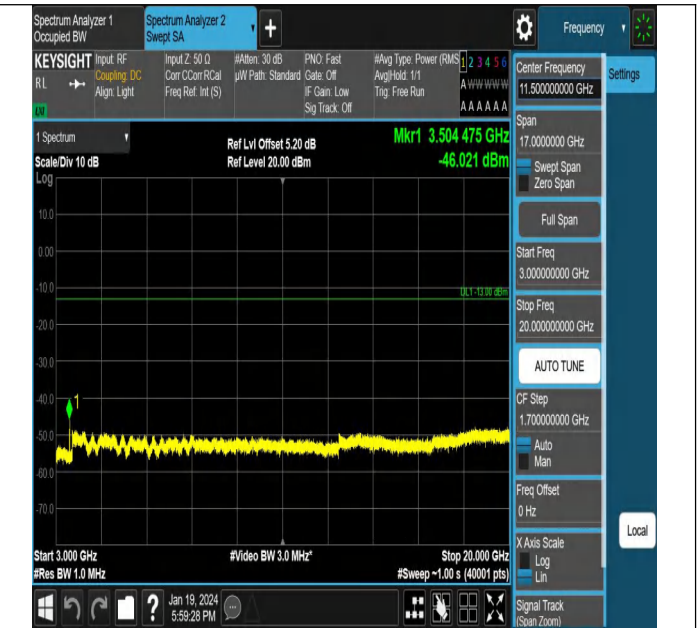 Spectrum Analyzer 1
Occupied BW
Spectrum Analyzer 2
Swept SA
+
Frequency
KEYSIGHT
RL
Input: RF
Coupling: DC
Align: Light
Input Z: 50 Ω
Corr CCorr RCal
Freq Ref: Int (S)
#Atten: 30 dB
µW Path: Standard
PNO: Fast
Gate: Off
IF Gain: Low
Sig Track: Off
#Avg Type: Power (RMS
Avg|Hold: 1/1
Trig: Free Run
1 2 3 4 5 6
A W W W W W
A A A A A A
1 Spectrum
Scale/Div 10 dB
Log
Ref Lvl Offset 5.20 dB
Ref Level 20.00 dBm
Mkr1 3.504 475 GHz
-46.021 dBm
10.0
0.00
-10.0
DL1 -13.00 dBm
-20.0
-30.0
-40.0
1
-50.0
-60.0
-70.0
Start 3.000 GHz
#Video BW 3.0 MHz*
Stop 20.000 GHz
#Res BW 1.0 MHz
#Sweep ~1.00 s (40001 pts)
?
Jan 19, 2024
5:59:28 PM
Center Frequency
11.500000000 GHz
Settings
Span
17.0000000 GHz
Swept Span
Zero Span
Full Span
Start Freq
3.000000000 GHz
Stop Freq
20.000000000 GHz
AUTO TUNE
CF Step
1.700000000 GHz
Auto
Man
Freq Offset
0 Hz
X Axis Scale
Log
Lin
Local
Signal Track
(Span Zoom)